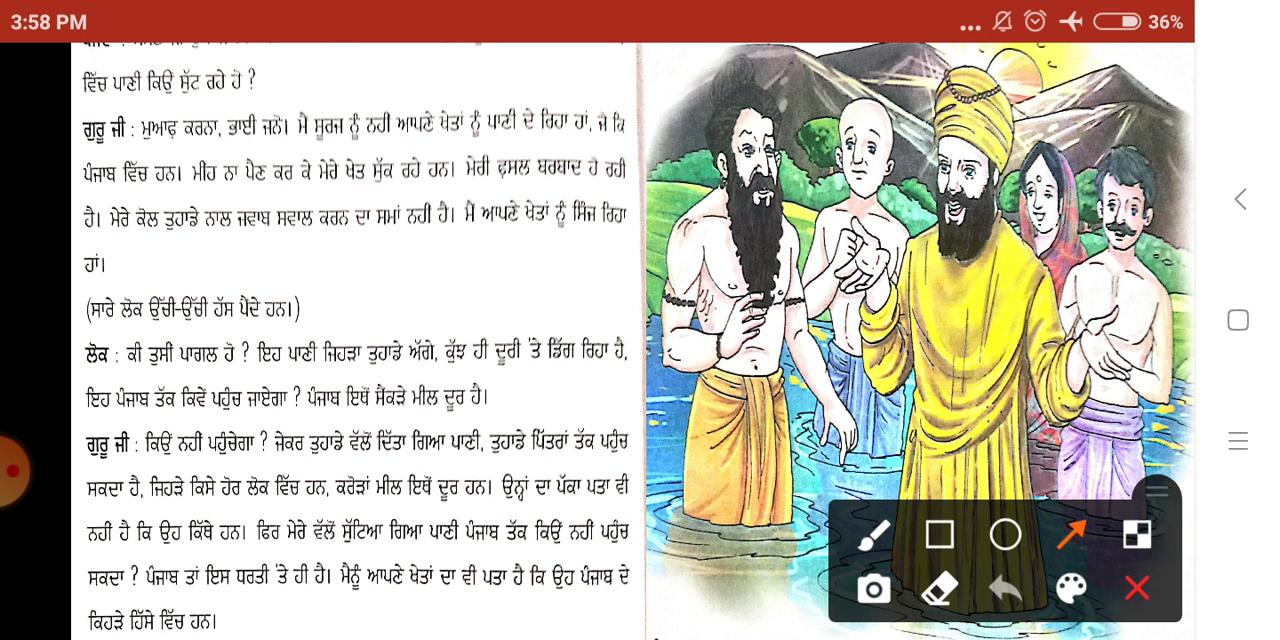 3:58 PM
36%
ਵਿੱਚ ਪਾਣੀ ਕਿਉਂ ਸੁੱਟ ਰਹੇ ਹੋ ?
ਗੁਰੂ ਜੀ : ਮੁਆਫ਼ ਕਰਨਾ, ਭਾਈ ਜਨੋ। ਮੈਂ ਸੂਰਜ ਨੂੰ ਨਹੀਂ ਆਪਣੇ ਖੇਤਾਂ ਨੂੰ ਪਾਣੀ ਦੇ ਰਿਹਾ ਹਾਂ, ਜੋ ਕਿ
ਪੰਜਾਬ ਵਿੱਚ ਹਨ। ਮੀਂਹ ਨਾ ਪੈਣ ਕਰ ਕੇ ਮੇਰੇ ਖੇਤ ਸੁੱਕ ਰਹੇ ਹਨ। ਮੇਰੀ ਫ਼ਸਲ ਬਰਬਾਦ ਹੋ ਰਹੀ
ਹੈ। ਮੇਰੇ ਕੋਲ ਤੁਹਾਡੇ ਨਾਲ ਜਵਾਬ ਸਵਾਲ ਕਰਨ ਦਾ ਸਮਾਂ ਨਹੀਂ ਹੈ। ਮੈਂ ਆਪਣੇ ਖੇਤਾਂ ਨੂੰ ਸਿੰਜ ਰਿਹਾ
ਹਾਂ।
(ਸਾਰੇ ਲੋਕ ਉੱਚੀ-ਉੱਚੀ ਹੱਸ ਪੈਂਦੇ ਹਨ।)
ਲੋਕ : ਕੀ ਤੁਸੀਂ ਪਾਗਲ ਹੋ ? ਇਹ ਪਾਣੀ ਜਿਹੜਾ ਤੁਹਾਡੇ ਅੱਗੇ, ਕੁੱਝ ਹੀ ਦੂਰੀ 'ਤੇ ਡਿੱਗ ਰਿਹਾ ਹੈ,
ਇਹ ਪੰਜਾਬ ਤੱਕ ਕਿਵੇਂ ਪਹੁੰਚ ਜਾਏਗਾ ? ਪੰਜਾਬ ਇਥੋਂ ਸੈਂਕੜੇ ਮੀਲ ਦੂਰ ਹੈ।
ਗੁਰੂ ਜੀ : ਕਿਉਂ ਨਹੀਂ ਪਹੁੰਚੇਗਾ ? ਜੇਕਰ ਤੁਹਾਡੇ ਵੱਲੋਂ ਦਿੱਤਾ ਗਿਆ ਪਾਣੀ, ਤੁਹਾਡੇ ਪਿੱਤਰਾਂ ਤੱਕ ਪਹੁੰਚ
ਸਕਦਾ ਹੈ, ਜਿਹੜੇ ਕਿਸੇ ਹੋਰ ਲੋਕ ਵਿੱਚ ਹਨ, ਕਰੋੜਾਂ ਮੀਲ ਇਥੋਂ ਦੂਰ ਹਨ। ਉਨ੍ਹਾਂ ਦਾ ਪੱਕਾ ਪਤਾ ਵੀ
ਨਹੀਂ ਹੈ ਕਿ ਉਹ ਕਿੱਥੇ ਹਨ। ਫਿਰ ਮੇਰੇ ਵੱਲੋਂ ਸੁੱਟਿਆ ਗਿਆ ਪਾਣੀ ਪੰਜਾਬ ਤੱਕ ਕਿਉਂ ਨਹੀਂ ਪਹੁੰਚ
ਸਕਦਾ ? ਪੰਜਾਬ ਤਾਂ ਇਸ ਧਰਤੀ 'ਤੇ ਹੀ ਹੈ। ਮੈਨੂੰ ਆਪਣੇ ਖੇਤਾਂ ਦਾ ਵੀ ਪਤਾ ਹੈ ਕਿ ਉਹ ਪੰਜਾਬ ਦੇ
ਕਿਹੜੇ ਹਿੱਸੇ ਵਿੱਚ ਹਨ।